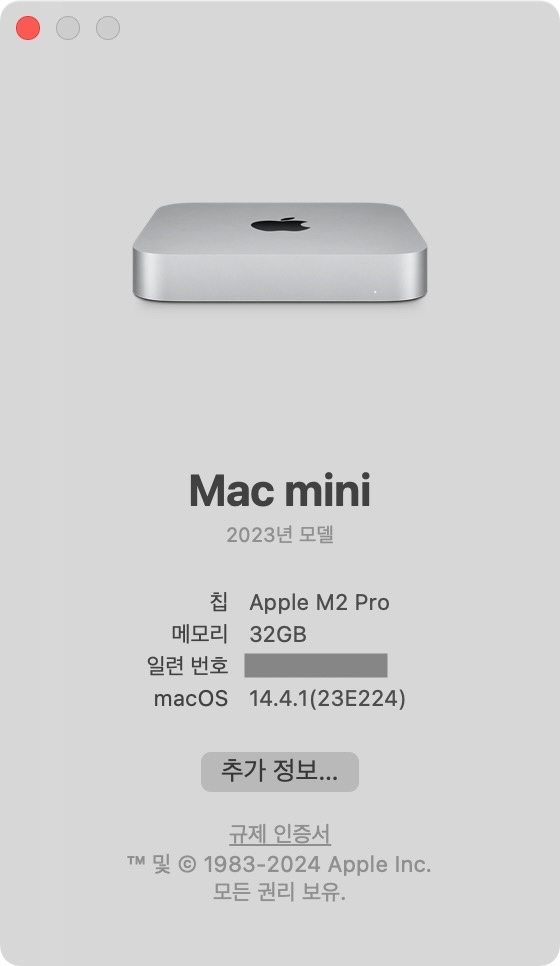 Mac mini
2023년 모델
칩 Apple M2 Pro
메모리 32GB
일련 번호
macOS 14.4.1(23E224)
추가 정보...
규제 인증서
™ 및 © 1983-2024 Apple Inc.
모든 권리 보유.